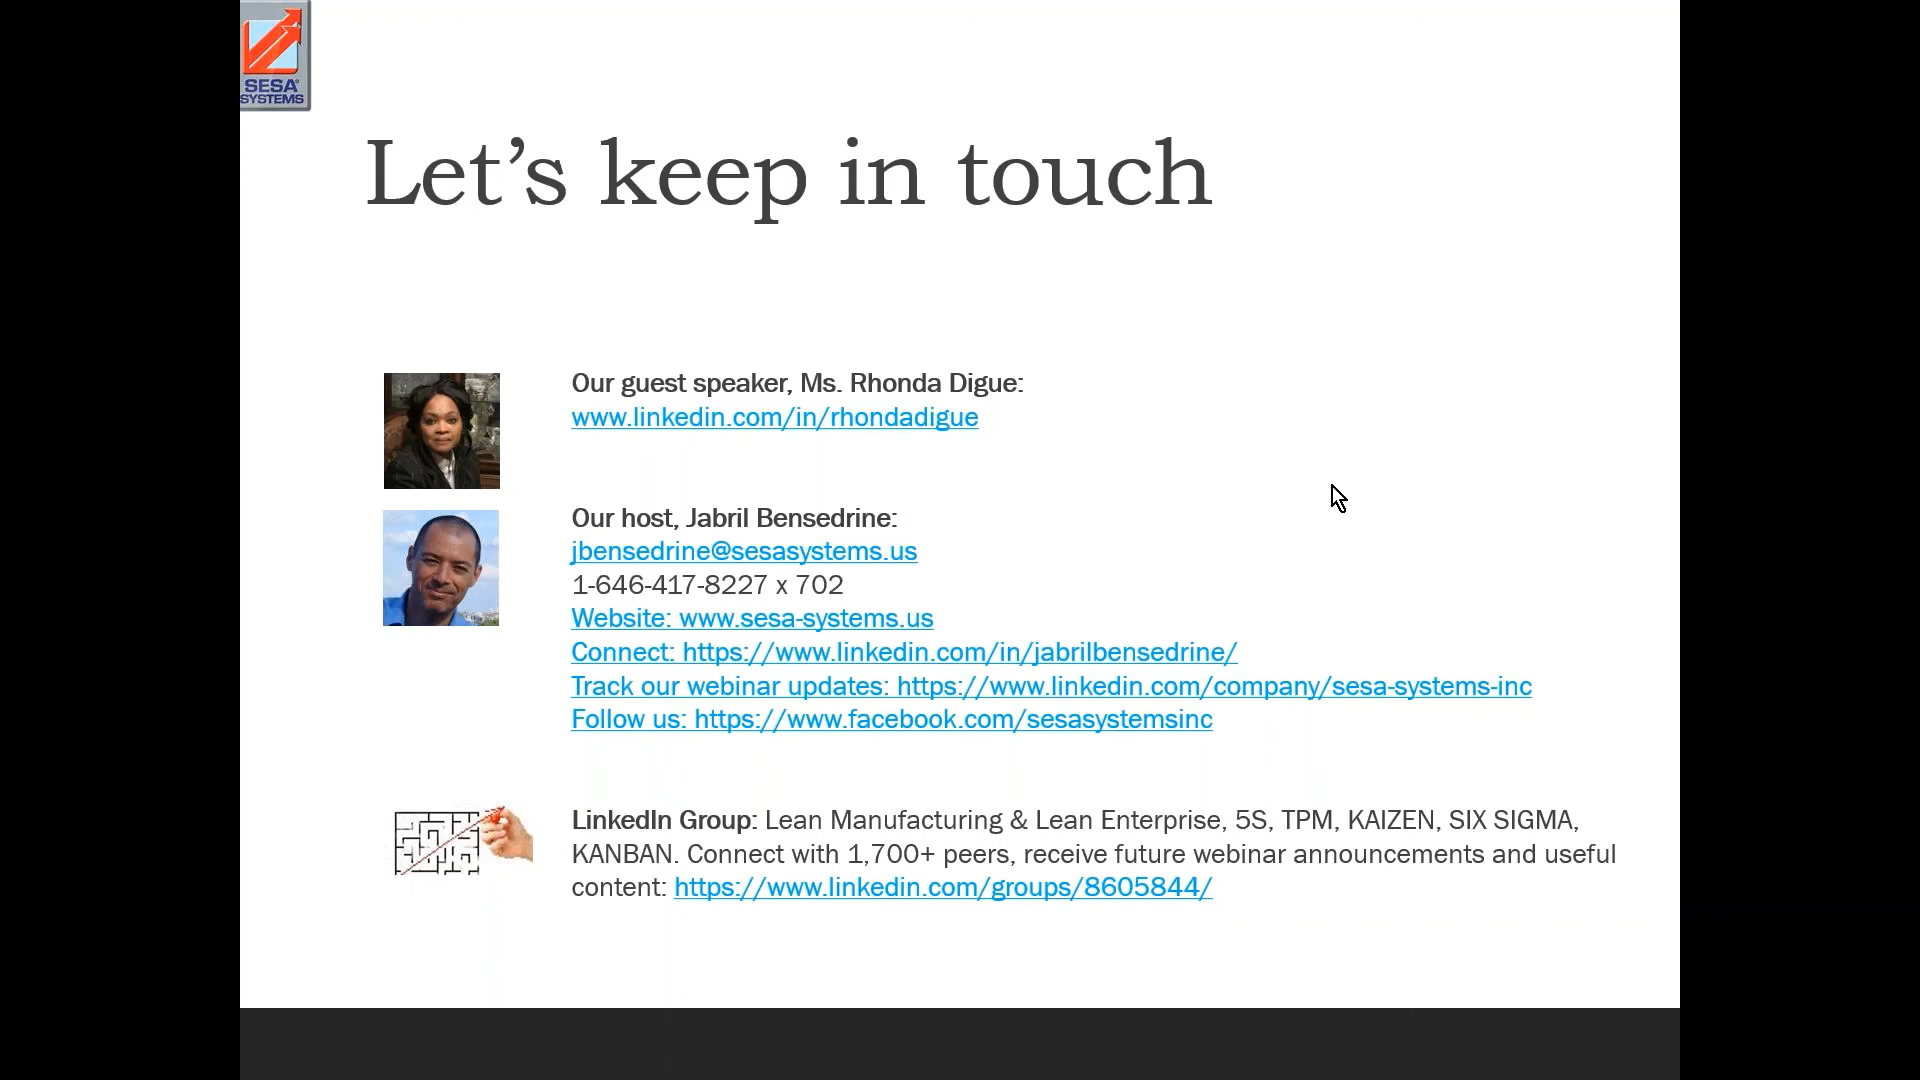 SESA®
SYSTEMS
Let’s keep in touch
Our guest speaker, Ms. Rhonda Digue:
www.linkedin.com/in/rhondadigue
Our host, Jabril Bensedrine:
jbensedrine@sesasystems.us
1-646-417-8227 x 702
Website: www.sesa-systems.us
Connect: https://www.linkedin.com/in/jabrilbensedrine/
Track our webinar updates: https://www.linkedin.com/company/sesa-systems-inc
Follow us: https://www.facebook.com/sesasystemsinc
LinkedIn Group: Lean Manufacturing & Lean Enterprise, 5S, TPM, KAIZEN, SIX SIGMA,
KANBAN. Connect with 1,700+ peers, receive future webinar announcements and useful
content: https://www.linkedin.com/groups/8605844/